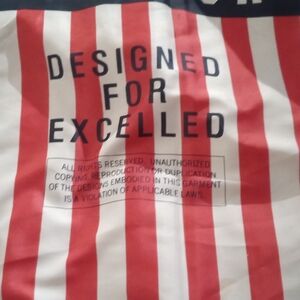 DESIGNED
FOR
EXCELLED
ALL RIGHTS RESERVED, UNAUTHORIZED
COPYING, REPRODUCTION OR DUPLICATION
OF THE DESIGNS EMBODIED IN THIS GARMENT
IS A VIOLATION OF APPLICABLE LAWS.